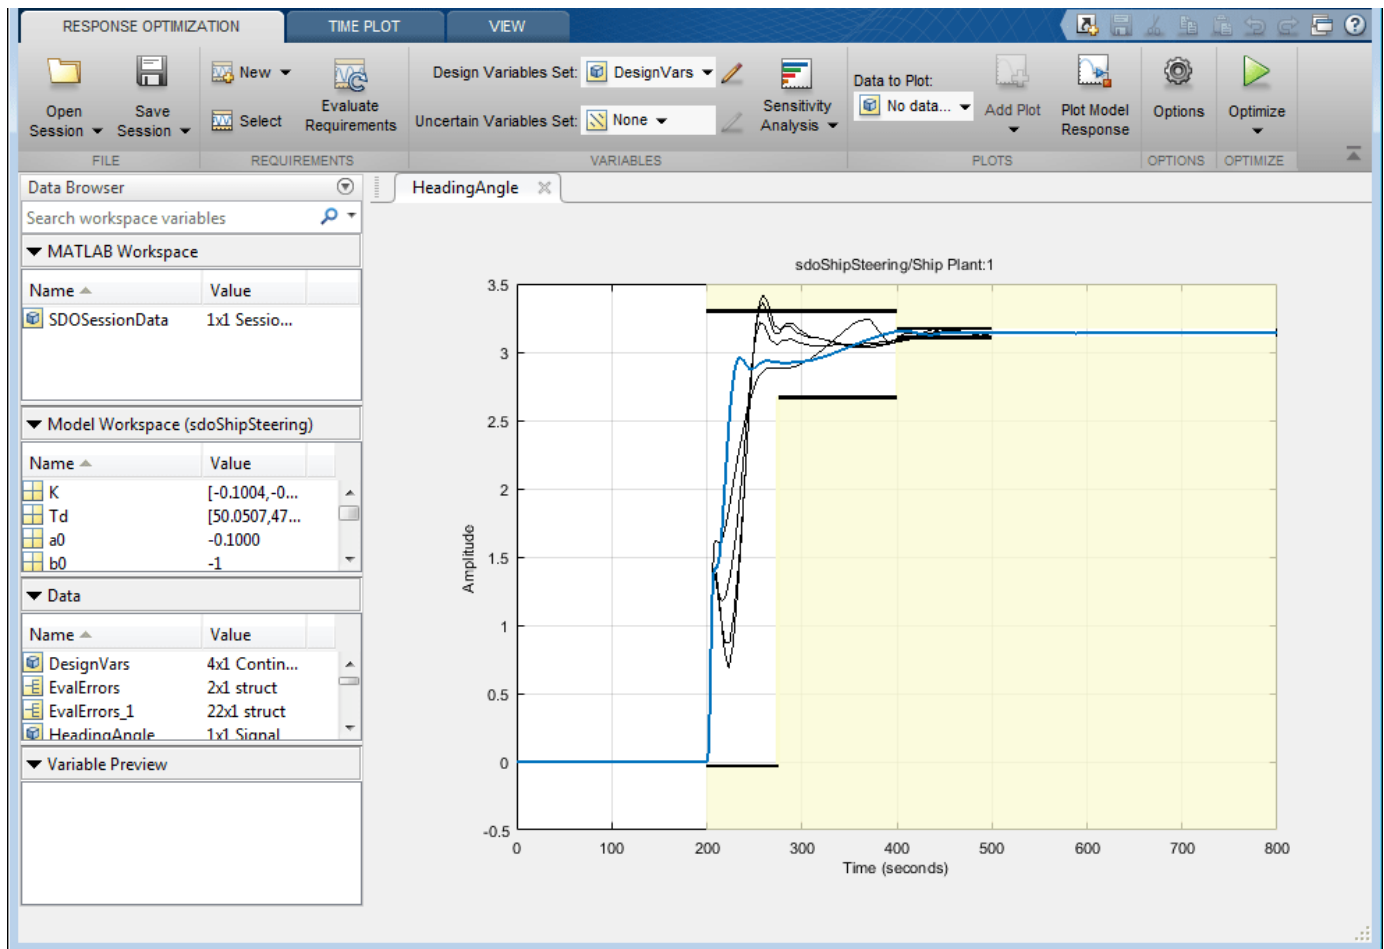 RESPONSE OPTIMIZATION TIME PLOT VIEW
Open Session
Save Session
New
Select
Evaluate Requirements
Design Variables Set: DesignVars
Uncertain Variables Set: None
Sensitivity Analysis
Data to Plot:
No data...
Add Plot
Plot Model Response
Options
Optimize
FILE REQUIREMENTS VARIABLES PLOTS OPTIONS OPTIMIZE
Data Browser
Search workspace variables
MATLAB Workspace
Name Value
SDOSessionData 1x1 Sessio...
Model Workspace (sdoShipSteering)
Name Value
K [-0.1004,-0...
Td [50.0507,47...
a0 -0.1000
b0 -1
Data
Name Value
DesignVars 4x1 Contin...
EvalErrors 2x1 struct
EvalErrors_1 22x1 struct
HeadingAngle 1x1 Signal
Variable Preview
HeadingAngle
sdoShipSteering/Ship Plant:1
3.5
3
2.5
2
1.5
1
0.5
0
-0.5
Amplitude
0 100 200 300 400 500 600 700 800
Time (seconds)